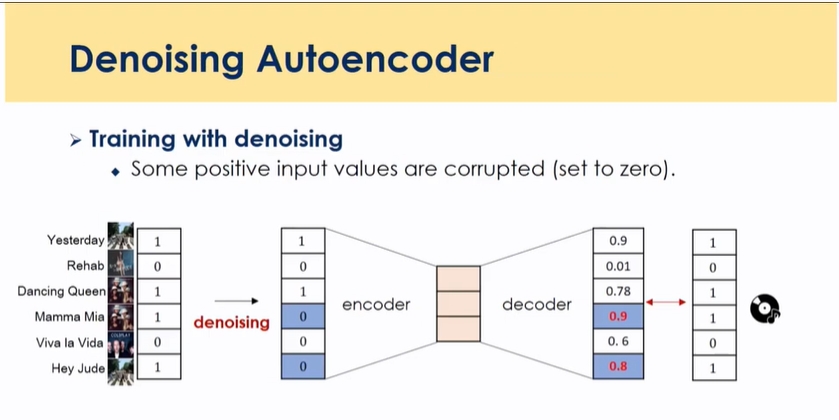 Denoising Autoencoder
➢ Training with denoising
◆ Some positive input values are corrupted (set to zero).
Yesterday 1 1 0.9 1
Rehab 0 0 0.01 0
Dancing Queen 1 1 0.78 1
encoder decoder
Mamma Mia 1 0 0.9 1
denoising
Viva la Vida 0 0 0. 6 0
Hey Jude 1 0 0.8 1